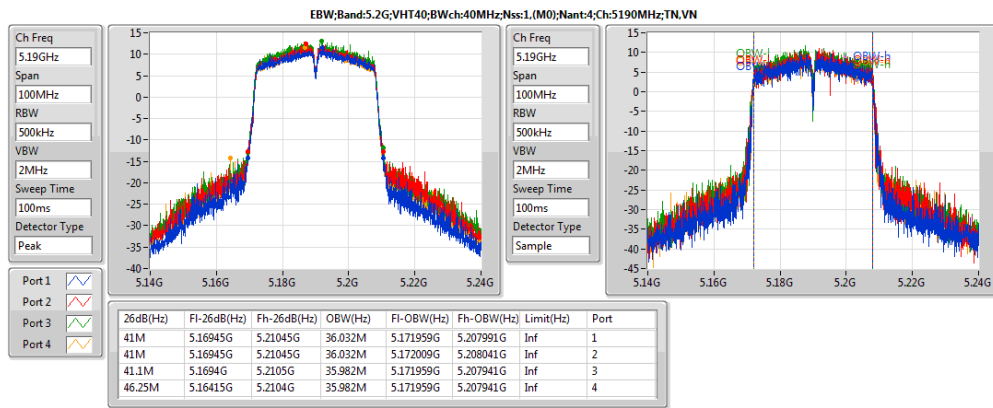 EBW;Band:5.2G;VHT40;BWch:40MHz;Nss:1,(M0);Nant:4;Ch:5190MHz;TN,VN
Ch Freq
5.19GHz
Span
100MHz
RBW
500kHz
VBW
2MHz
Sweep Time
100ms
Detector Type
Peak
15
10
5
0
-5
-10
-15
-20
-25
-30
-35
-40
5.14G 5.16G 5.18G 5.2G 5.22G 5.24G
Ch Freq
5.19GHz
Span
100MHz
RBW
500kHz
VBW
2MHz
Sweep Time
100ms
Detector Type
Sample
15
10
5
0
-5
-10
-15
-20
-25
-30
-35
-40
-45
5.14G 5.16G 5.18G 5.2G 5.22G 5.24G
Port 1
Port 2
Port 3
Port 4
26dB(Hz) Fl-26dB(Hz) Fh-26dB(Hz) OBW(Hz) Fl-OBW(Hz) Fh-OBW(Hz) Limit(Hz) Port
41M 5.16945G 5.21045G 36.032M 5.171959G 5.207991G Inf 1
41M 5.16945G 5.21045G 36.032M 5.172009G 5.208041G Inf 2
41.1M 5.1694G 5.2105G 35.982M 5.171959G 5.207941G Inf 3
46.25M 5.16415G 5.2104G 35.982M 5.171959G 5.207941G Inf 4